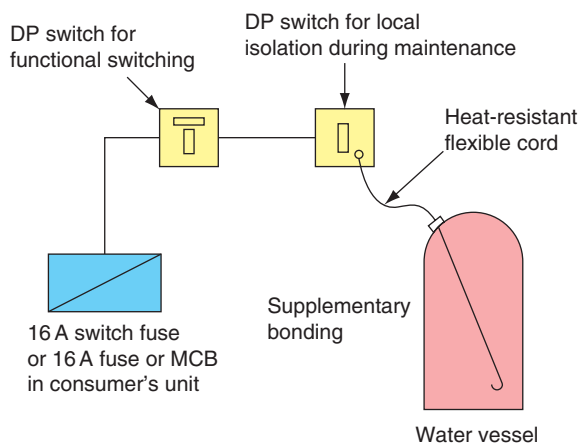 DP switch for
functional switching
DP switch for local
isolation during maintenance
Heat-resistant
flexible cord
16 A switch fuse
or 16 A fuse or MCB
in consumer's unit
Supplementary
bonding
Water vessel